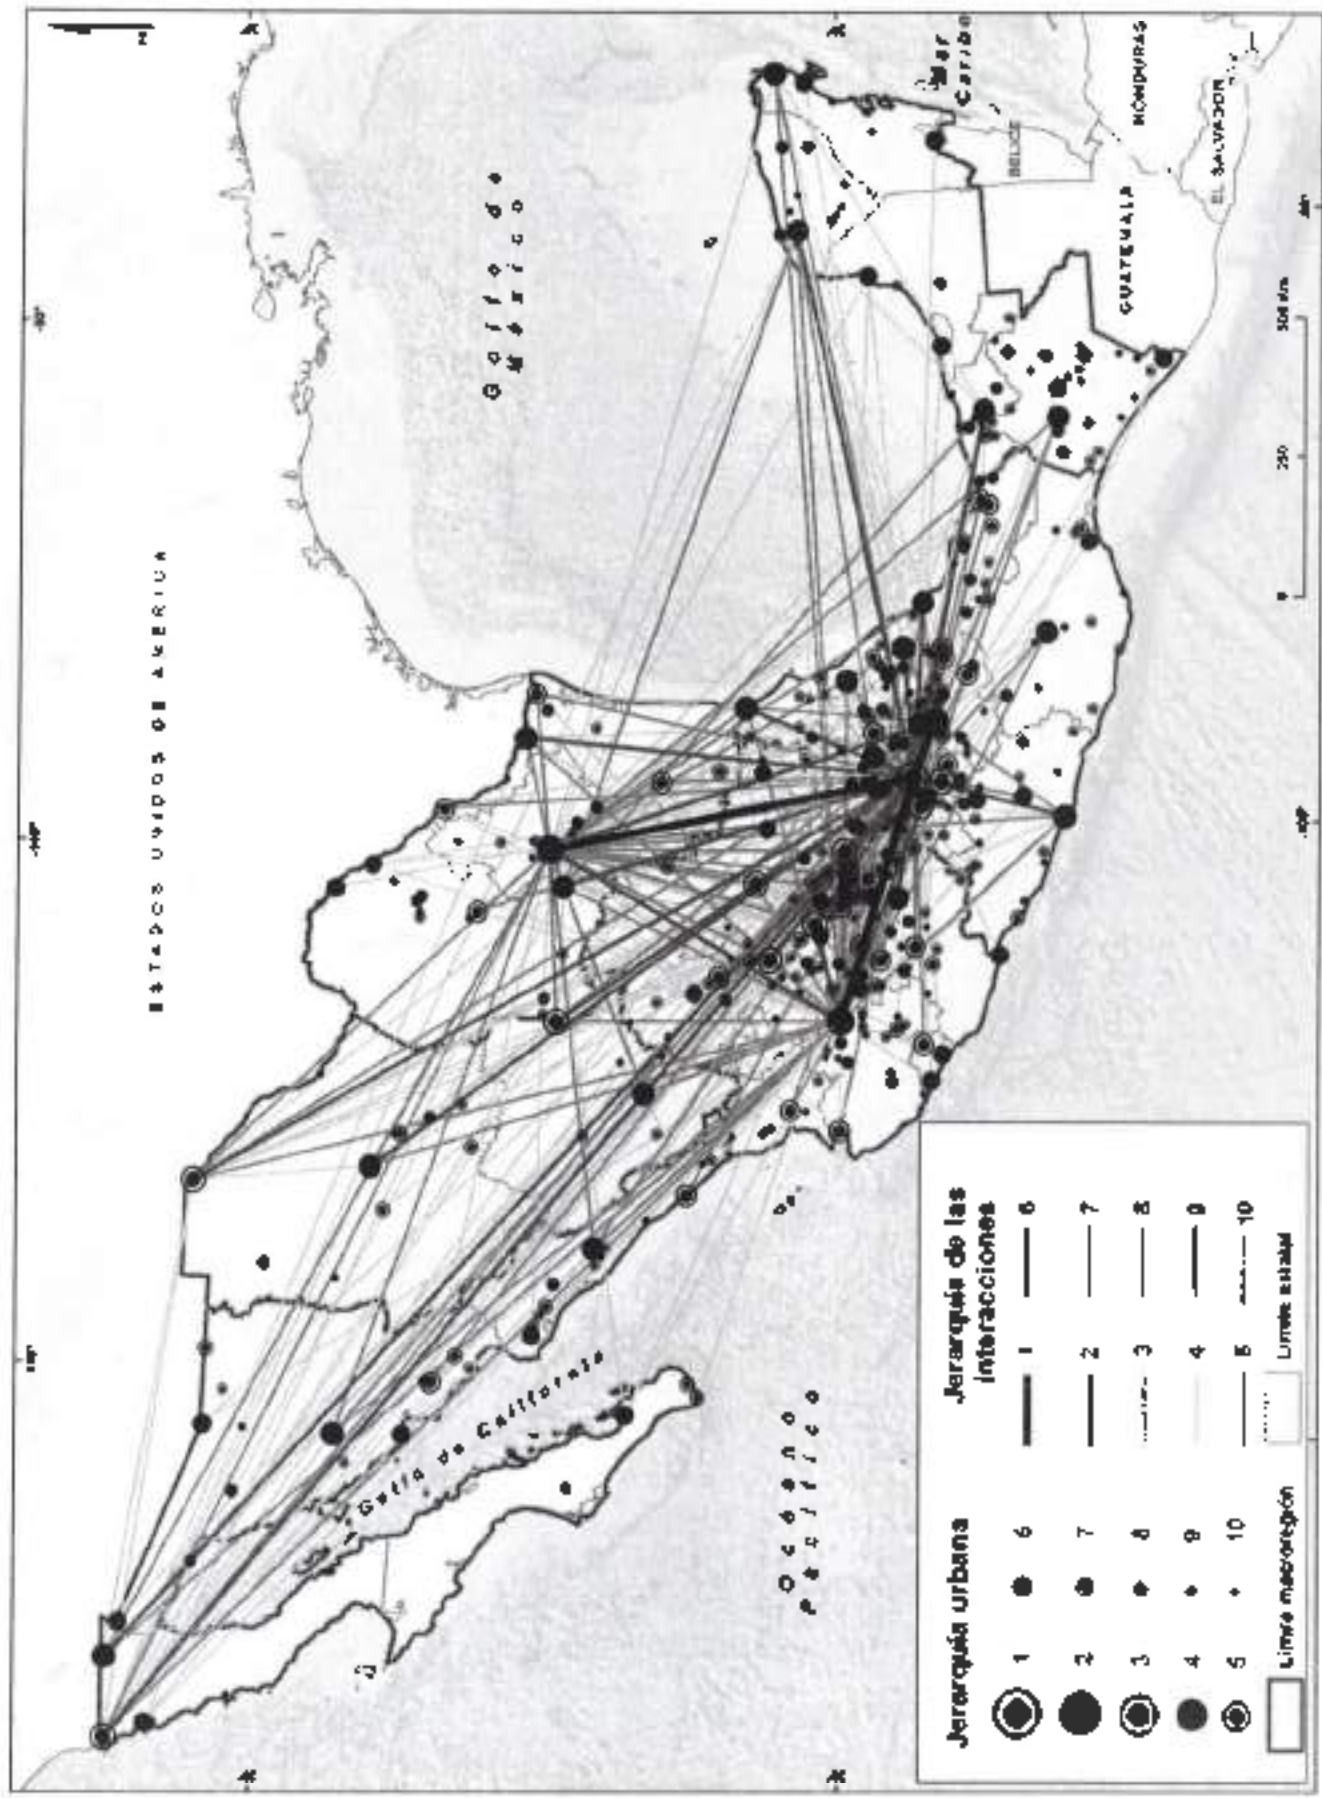 ESTADOS UNIDOS DE AMERICA
Golfo de
México
Mar
Caribe
BELICE
GUATEMALA
HONDURAS
EL SALVADOR
Golfo de California
Océano
Pacífico
0 250 500 Km
Jerarquía urbana
1 6
2 7
3 8
4 9
5 10
Jerarquía de las
interacciones
1 6
2 7
3 8
4 9
5 10
Límite macroregión
Límite estatal